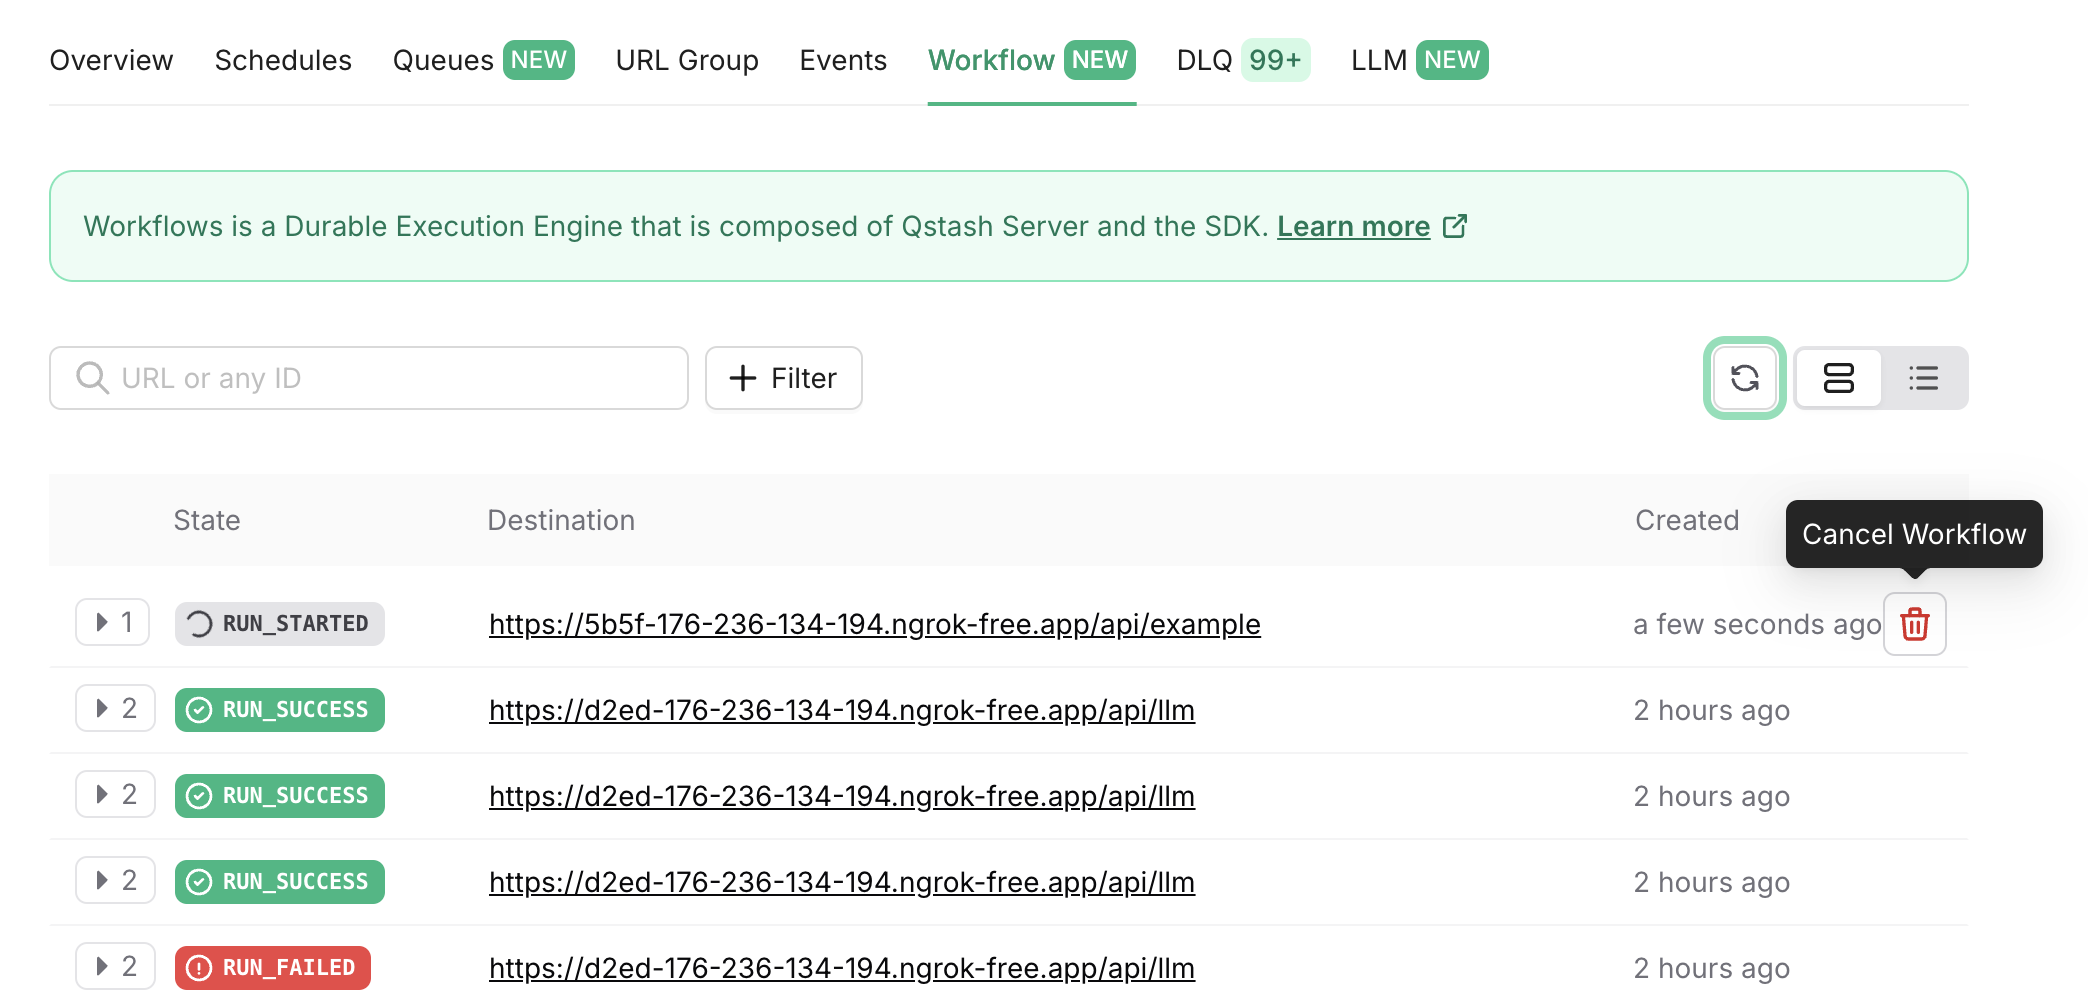 Overview Schedules Queues NEW URL Group Events Workflow NEW DLQ 99+ LLM NEW
Workflows is a Durable Execution Engine that is composed of Qstash Server and the SDK. Learn more
URL or any ID Filter
State Destination Created
Cancel Workflow
1 RUN_STARTED https://5b5f-176-236-134-194.ngrok-free.app/api/example a few seconds ago
2 RUN_SUCCESS https://d2ed-176-236-134-194.ngrok-free.app/api/llm 2 hours ago
2 RUN_SUCCESS https://d2ed-176-236-134-194.ngrok-free.app/api/llm 2 hours ago
2 RUN_SUCCESS https://d2ed-176-236-134-194.ngrok-free.app/api/llm 2 hours ago
2 RUN_FAILED https://d2ed-176-236-134-194.ngrok-free.app/api/llm 2 hours ago